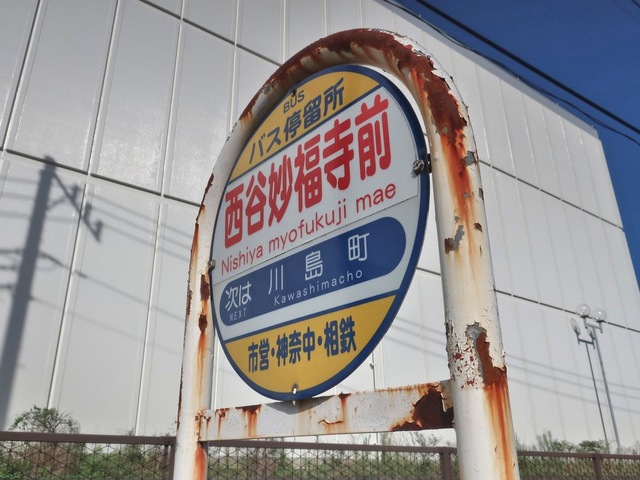 BUS
バス停留所
西谷妙福寺前
Nishiya myofukuji mae
次は 川島町
NEXT Kawashimacho
市営・神奈中・相鉄